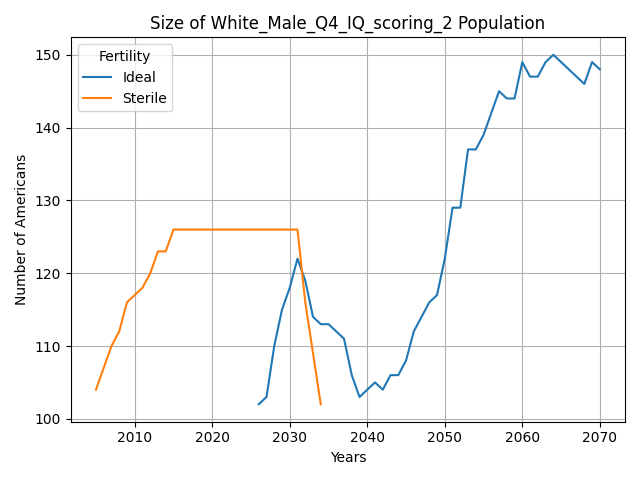 Size of White_Male_Q4_IQ_scoring_2 Population
Fertility
Ideal
Sterile
Number of Americans
150
140
130
120
110
100
2010 2020 2030 2040 2050 2060 2070
Years